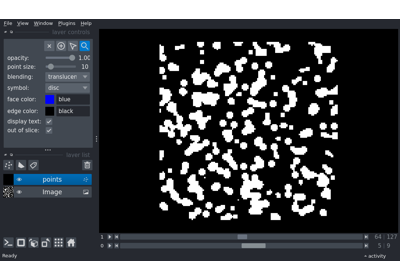 File View Window Plugins Help
layer controls
opacity: 1.00
point size: 10
blending: translucen
symbol: disc
face color: blue
edge color: black
display text:
out of slice:
layer list
points
Image
1 64 127
0 5 9
Ready activity